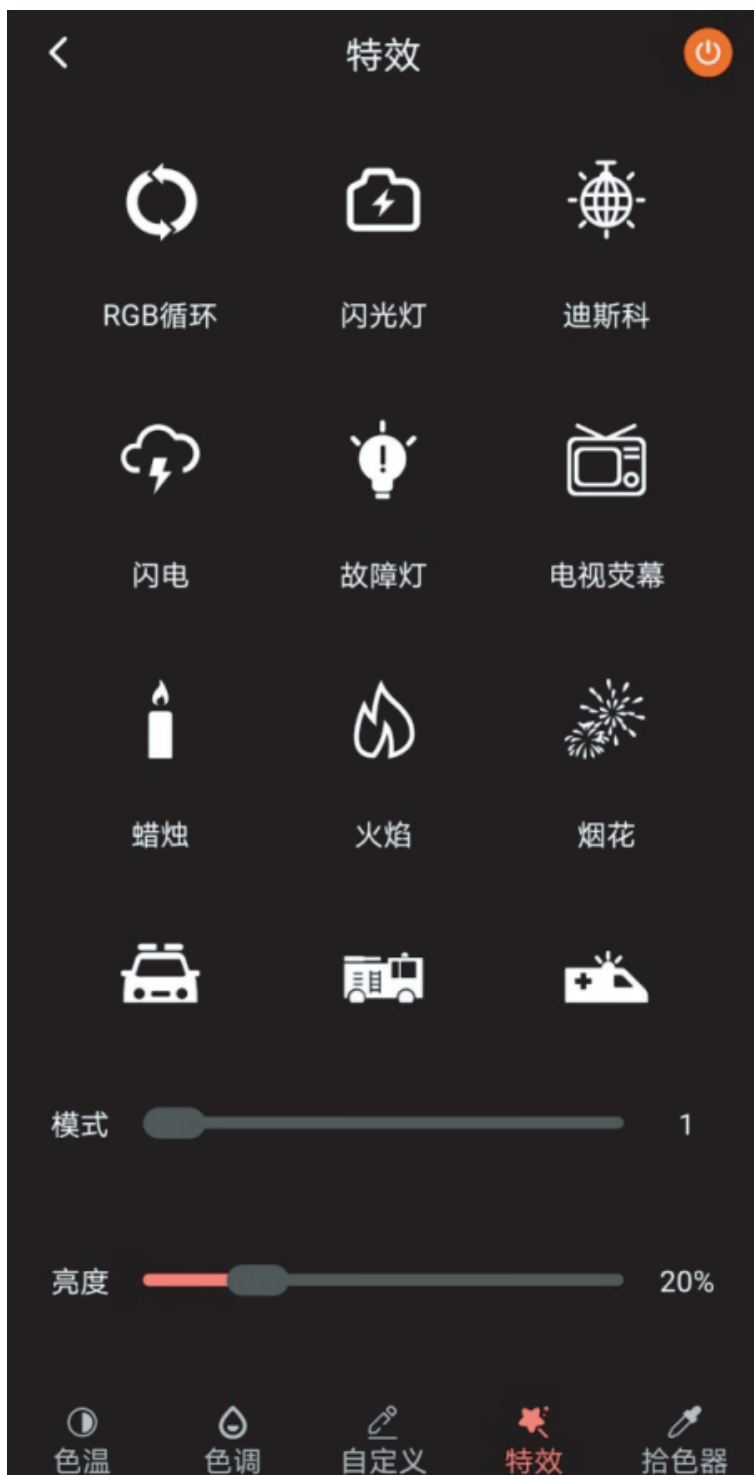 特效
RGB循环
闪光灯
迪斯科
闪电
故障灯
电视荧幕
蜡烛
火焰
烟花
模式
1
亮度
20%
色温
色调
自定义
特效
拾色器